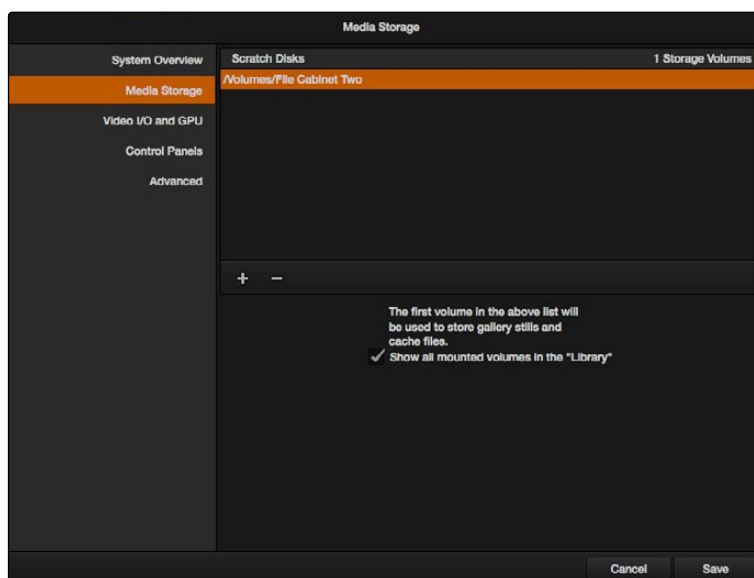 Media Storage
System Overview
Media Storage
Video I/O and GPU
Control Panels
Advanced
Scratch Disks
1 Storage Volumes
/Volumes/File Cabinet Two
+ −
The first volume in the above list will
be used to store gallery stills and
cache files.
Show all mounted volumes in the "Library"
Cancel
Save